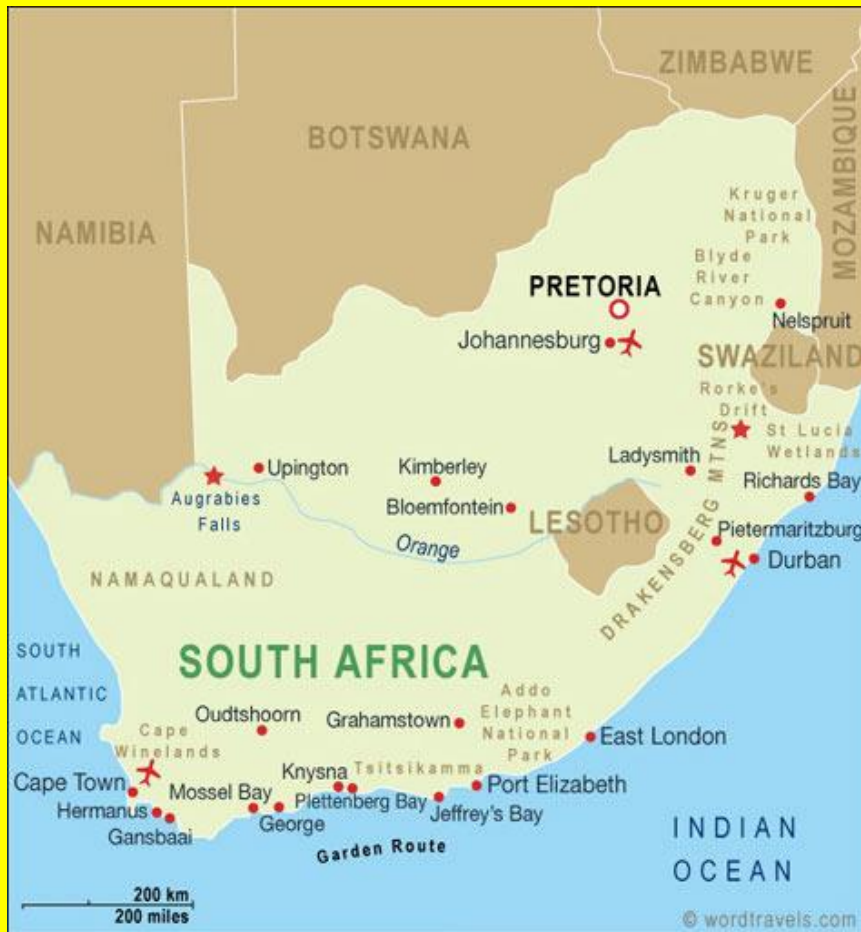 ZIMBABWE
BOTSWANA
MOZAMBIQUE
NAMIBIA
Kruger
National
Park
Blyde
River
Canyon
PRETORIA
Nelspruit
Johannesburg
SWAZILAND
Rorke's
Drift
St Lucia
Wetlands
Ladysmith
Upington
Kimberley
Richards Bay
Augrabies
Falls
Bloemfontein
LESOTHO
DRAKENSBERG MTNS
Pietermaritzburg
Orange
Durban
NAMAQUALAND
SOUTH
ATLANTIC
OCEAN
SOUTH AFRICA
Addo
Elephant
National
Park
Oudtshoorn
Grahamstown
Cape
Winelands
East London
Knysna
Tsitsikamma
Cape Town
Mossel Bay
Plettenberg Bay
Port Elizabeth
Hermanus
George
Jeffrey's Bay
Gansbaai
Garden Route
INDIAN
OCEAN
200 km
200 miles
© wordtravels.com